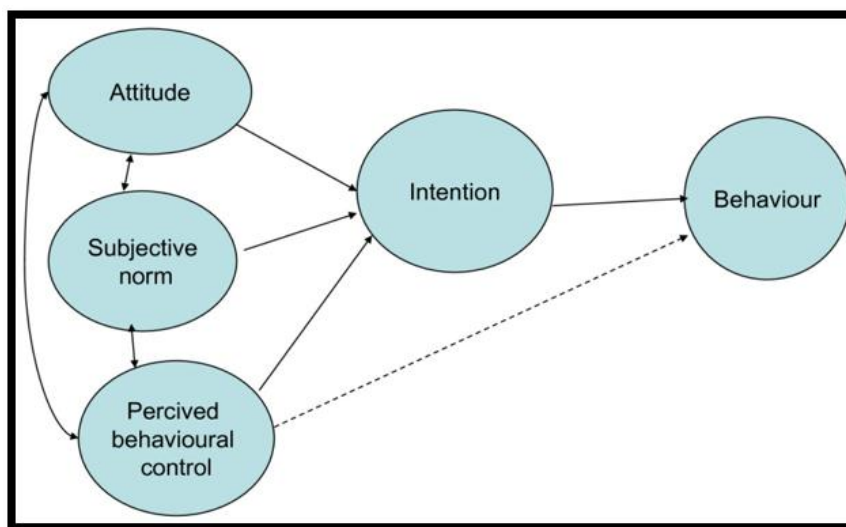 Attitude
Subjective
norm
Percived
behavioural
control
Intention
Behaviour